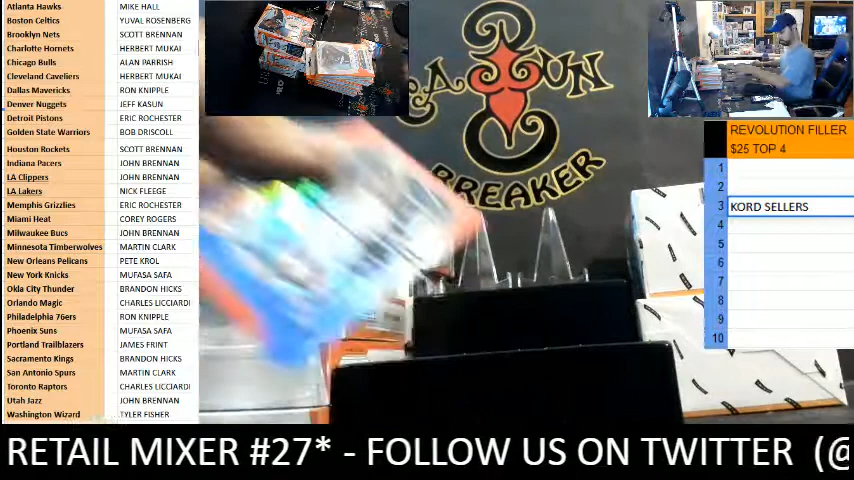 Atlanta Hawks MIKE HALL
Boston Celtics YUVAL ROSENBERG
Brooklyn Nets SCOTT BRENNAN
Charlotte Hornets HERBERT MUKAI
Chicago Bulls ALAN PARRISH
Cleveland Cavaliers HERBERT MUKAI
Dallas Mavericks RON KNIPPLE
Denver Nuggets JEFF KASUN
Detroit Pistons ERIC ROCHESTER
Golden State Warriors BOB DRISCOLL
Houston Rockets SCOTT BRENNAN
Indiana Pacers JOHN BRENNAN
LA Clippers JOHN BRENNAN
LA Lakers NICK FLEEGE
Memphis Grizzlies ERIC ROCHESTER
Miami Heat COREY ROGERS
Milwaukee Bucs JOHN BRENNAN
Minnesota Timberwolves MARTIN CLARK
New Orleans Pelicans PETE KROL
New York Knicks MUFASA SAFA
Okla City Thunder BRANDON HICKS
Orlando Magic CHARLES LICCIARDI
Philadelphia 76ers RON KNIPPLE
Phoenix Suns MUFASA SAFA
Portland Trailblazers JAMES FRINT
Sacramento Kings BRANDON HICKS
San Antonio Spurs MARTIN CLARK
Toronto Raptors CHARLES LICCIARDI
Utah Jazz JOHN BRENNAN
Washington Wizard TYLER FISHER
UN
BREAKER
REVOLUTION FILLER
$25 TOP 4
1
2
3 KORD SELLERS
4
5
6
7
8
9
10
RETAIL MIXER #27* - FOLLOW US ON TWITTER (@